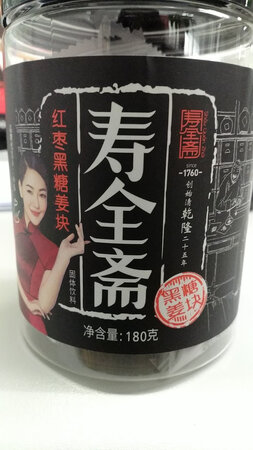 红枣黑糖姜块
寿全斋
固体饮料
净含量:180克
寿全斋
since
-1760-
创始清乾隆二十五年
黑糖
姜块